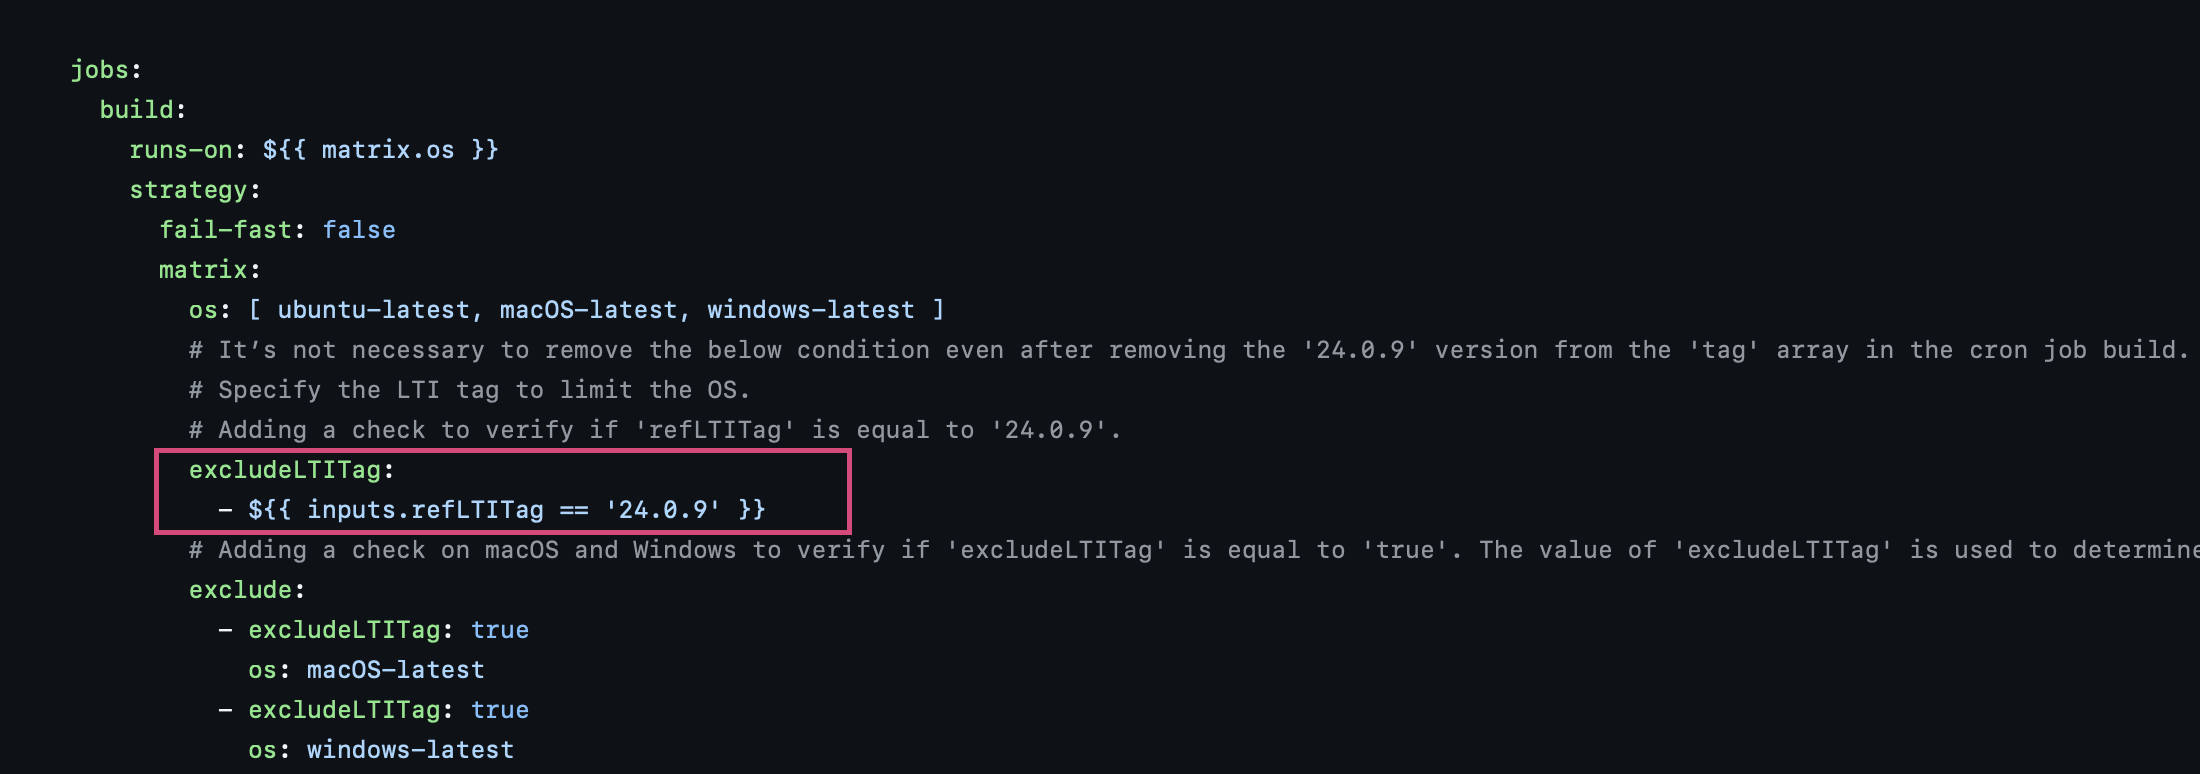 jobs:
build:
runs-on: ${{ matrix.os }}
strategy:
fail-fast: false
matrix:
os: [ ubuntu-latest, macOS-latest, windows-latest ]
# It’s not necessary to remove the below condition even after removing the '24.0.9' version from the 'tag' array in the cron job build.
# Specify the LTI tag to limit the OS.
# Adding a check to verify if 'refLTITag' is equal to '24.0.9'.
excludeLTITag:
- ${{ inputs.refLTITag == '24.0.9' }}
# Adding a check on macOS and Windows to verify if 'excludeLTITag' is equal to 'true'. The value of 'excludeLTITag' is used to determine
exclude:
- excludeLTITag: true
os: macOS-latest
- excludeLTITag: true
os: windows-latest